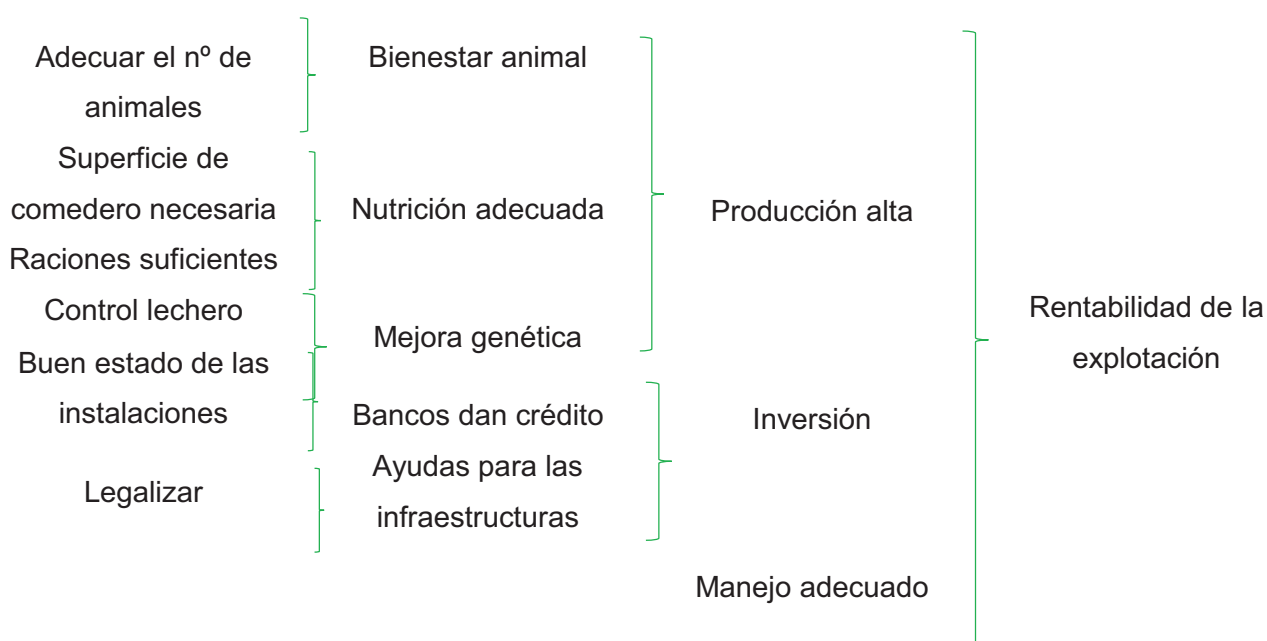 Adecuar el nº de
animales
Superficie de
comedero necesaria
Raciones suficientes
Control lechero
Buen estado de las
instalaciones
Legalizar
Bienestar animal
Nutrición adecuada
Mejora genética
Bancos dan crédito
Ayudas para las
infraestructuras
Producción alta
Inversión
Manejo adecuado
Rentabilidad de la
explotación